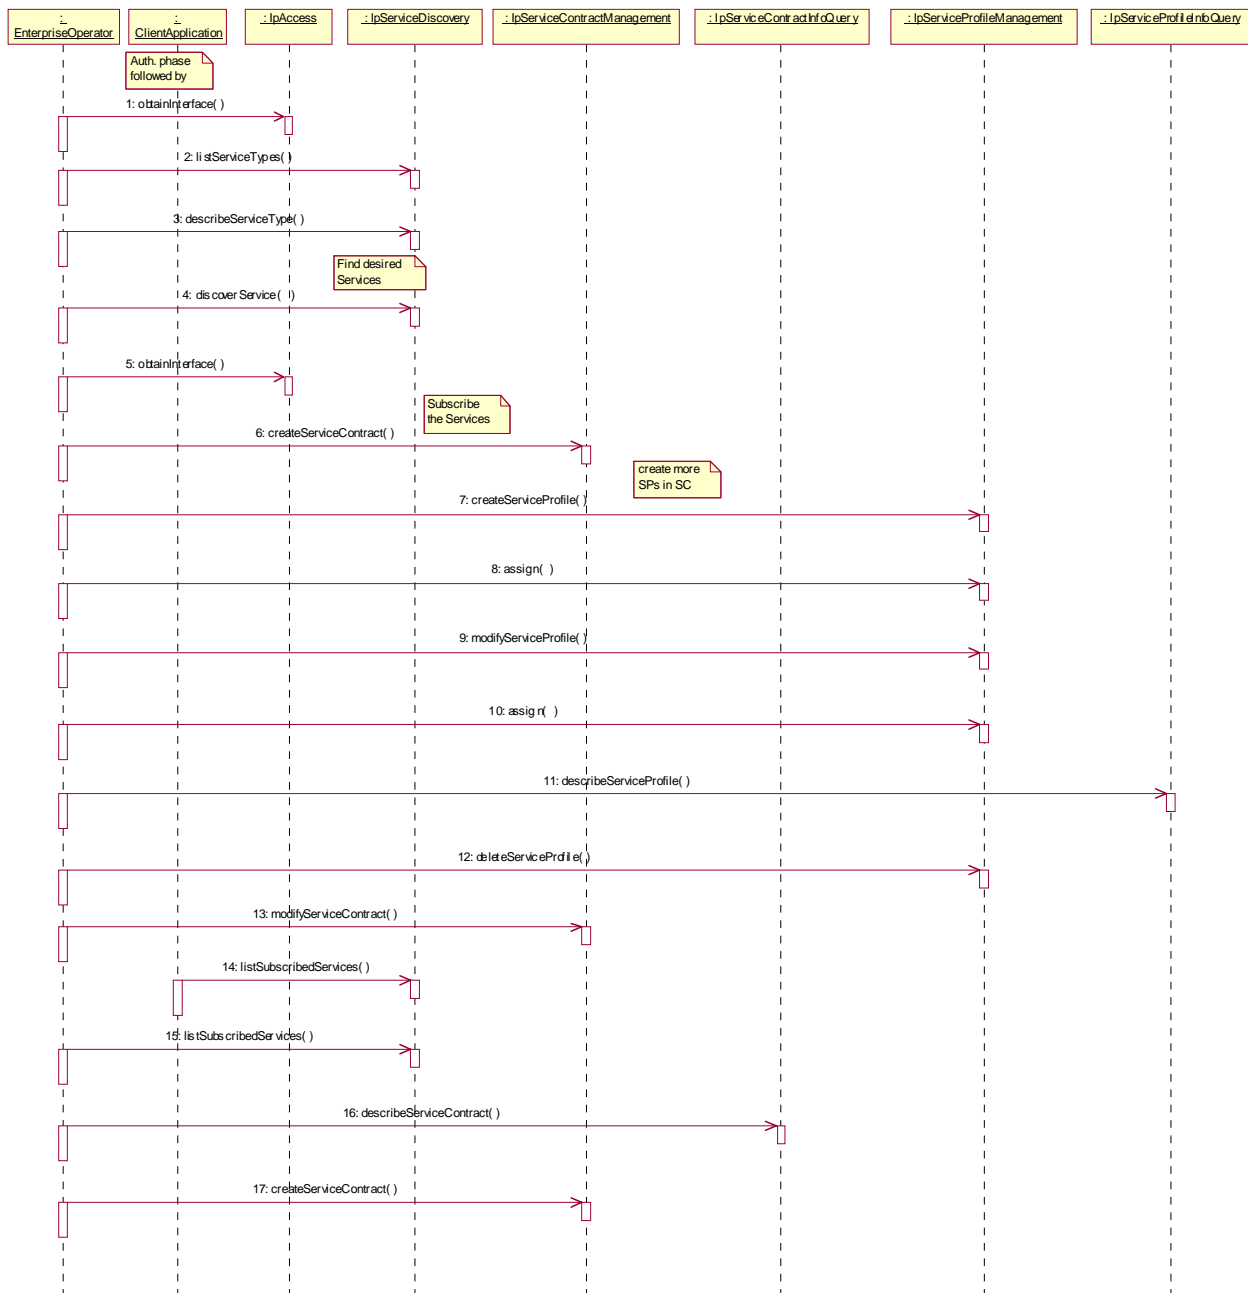 :
EnterpriseOperator
:
ClientApplication
: IpAccess
: IpServiceDiscovery
: IpServiceContractManagement
: IpServiceContractInfoQuery
: IpServiceProfileManagement
: IpServiceProfileInfoQuery
Auth. phase
followed by
1: obtainInterface( )
2: listServiceTypes( )
3: describeServiceType( )
Find desired
Services
4: discoverService( )
5: obtainInterface( )
Subscribe
the Services
6: createServiceContract( )
create more
SPs in SC
7: createServiceProfile( )
8: assign( )
9: modifyServiceProfile( )
10: assign( )
11: describeServiceProfile( )
12: deleteServiceProfile( )
13: modifyServiceContract( )
14: listSubscribedServices( )
15: listSubscribedServices( )
16: describeServiceContract( )
17: createServiceContract( )